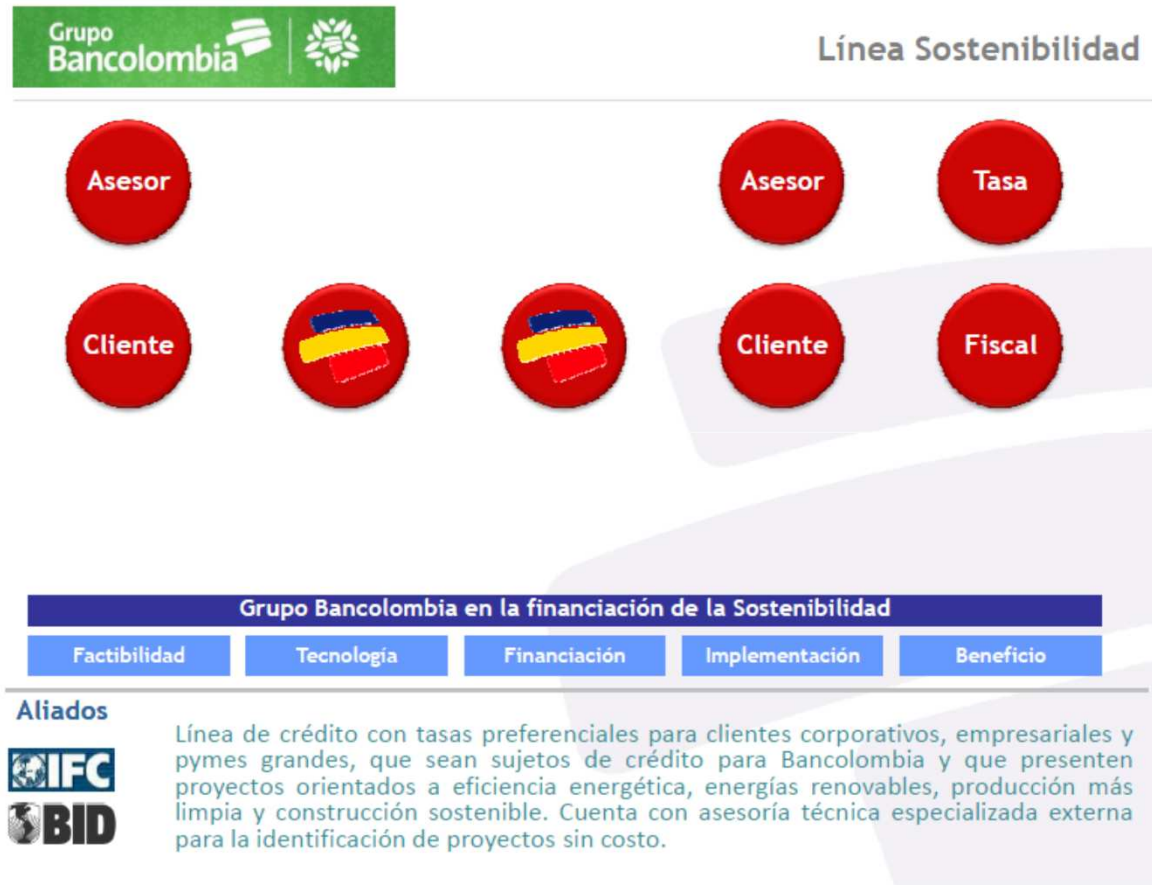 Grupo
Bancolombia
Línea Sostenibilidad
Asesor
Asesor
Tasa
Cliente
Cliente
Fiscal
Grupo Bancolombia en la financiación de la Sostenibilidad
Factibilidad
Tecnología
Financiación
Implementación
Beneficio
Aliados
IFC
BID
Línea de crédito con tasas preferenciales para clientes corporativos, empresariales y
pymes grandes, que sean sujetos de crédito para Bancolombia y que presenten
proyectos orientados a eficiencia energética, energías renovables, producción más
limpia y construcción sostenible. Cuenta con asesoría técnica especializada externa
para la identificación de proyectos sin costo.